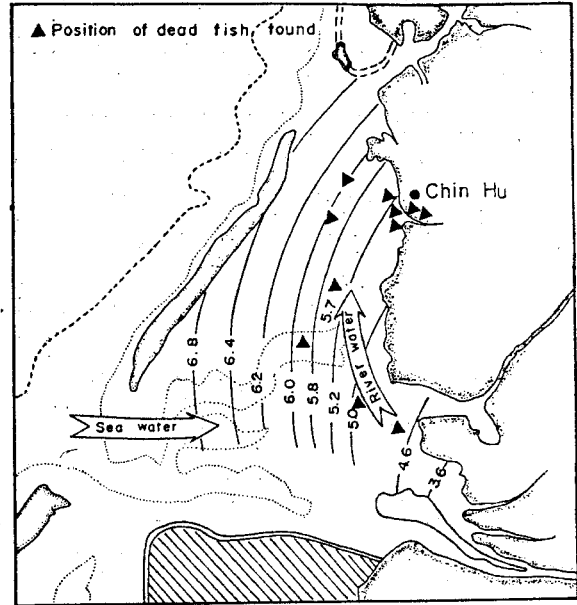 ▲ Position of dead fish found
Chin Hu
5.7
River water
6.8
6.4
6.2
6.0
5.8
5.2
5.0
Sea water
4.6
3.6